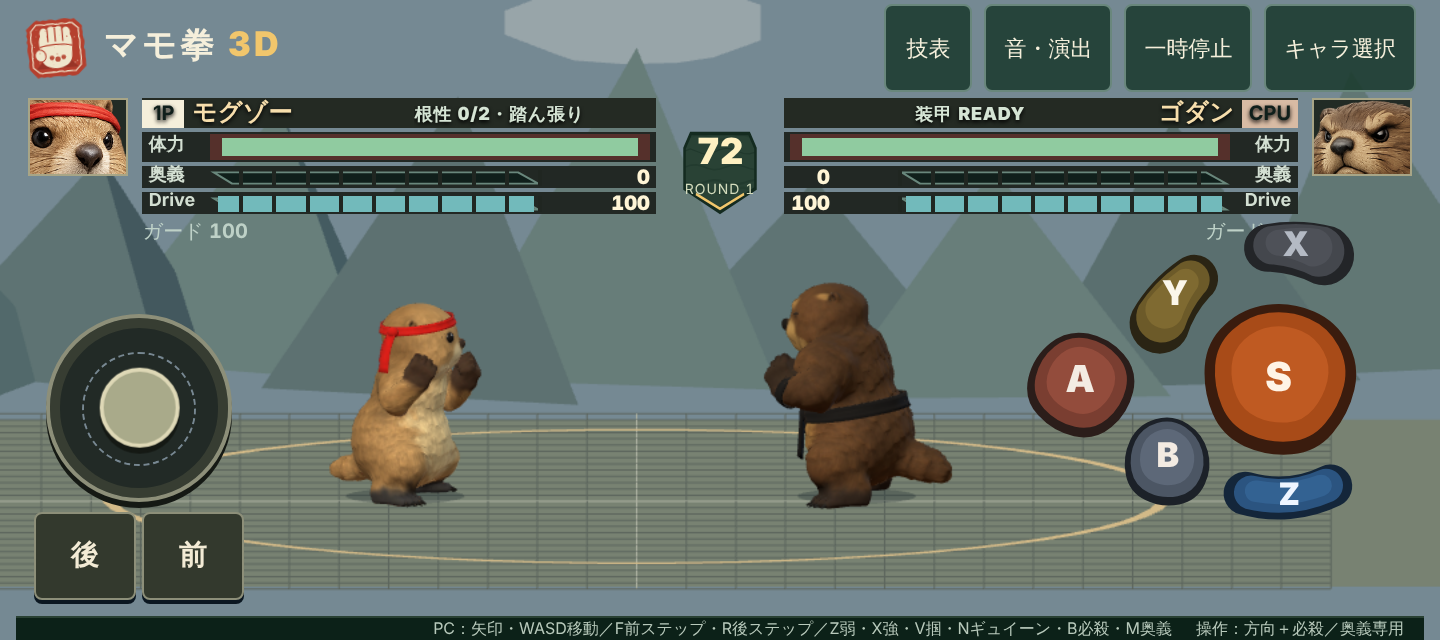 マモ拳 3D
技表
音・演出
一時停止
キャラ選択
1P モグゾー 根性 0/2・踏ん張り
体力
奥義 0
Drive 100
ガード 100
72
ROUND 1
装甲 READY ゴダン CPU
体力
0 奥義
100 Drive
ガー
X
Y
A
S
B
Z
後
前
PC：矢印・WASD移動／F前ステップ・R後ステップ／Z弱・X強・V掴・Nギュイーン・B必殺・M奥義 操作：方向＋必殺／奥義専用